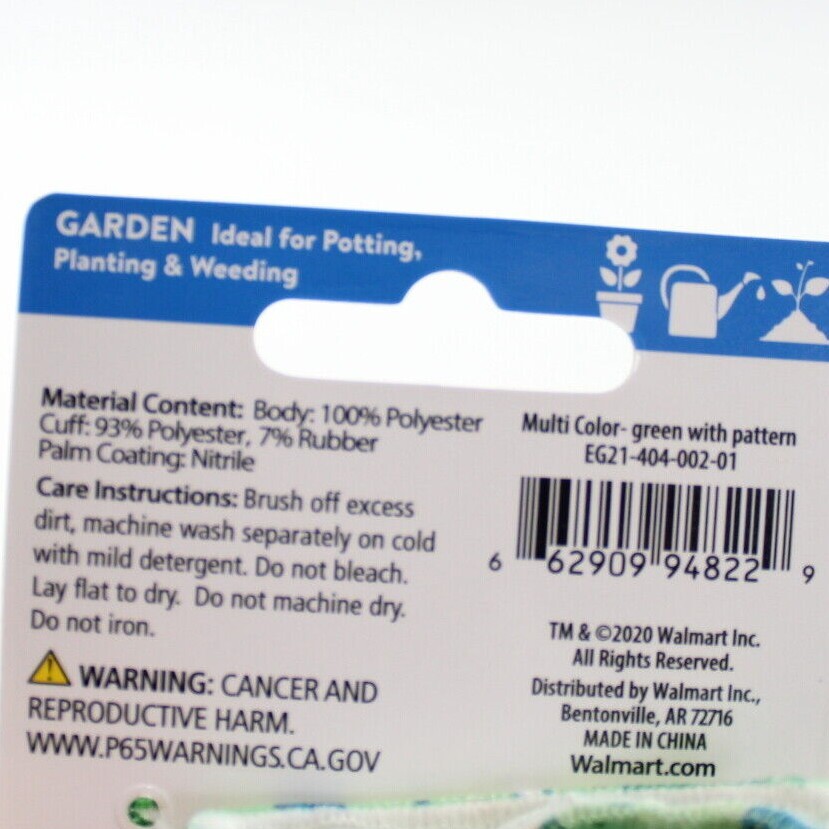 GARDEN Ideal for Potting,
Planting & Weeding
Material Content: Body: 100% Polyester
Cuff: 93% Polyester, 7% Rubber
Palm Coating: Nitrile
Care Instructions: Brush off excess
dirt, machine wash separately on cold
with mild detergent. Do not bleach.
Lay flat to dry. Do not machine dry.
Do not iron.
WARNING: CANCER AND
REPRODUCTIVE HARM.
WWW.P65WARNINGS.CA.GOV
Multi Color- green with pattern
EG21-404-002-01
6 62909 94822 9
TM & ©2020 Walmart Inc.
All Rights Reserved.
Distributed by Walmart Inc.,
Bentonville, AR 72716
MADE IN CHINA
Walmart.com